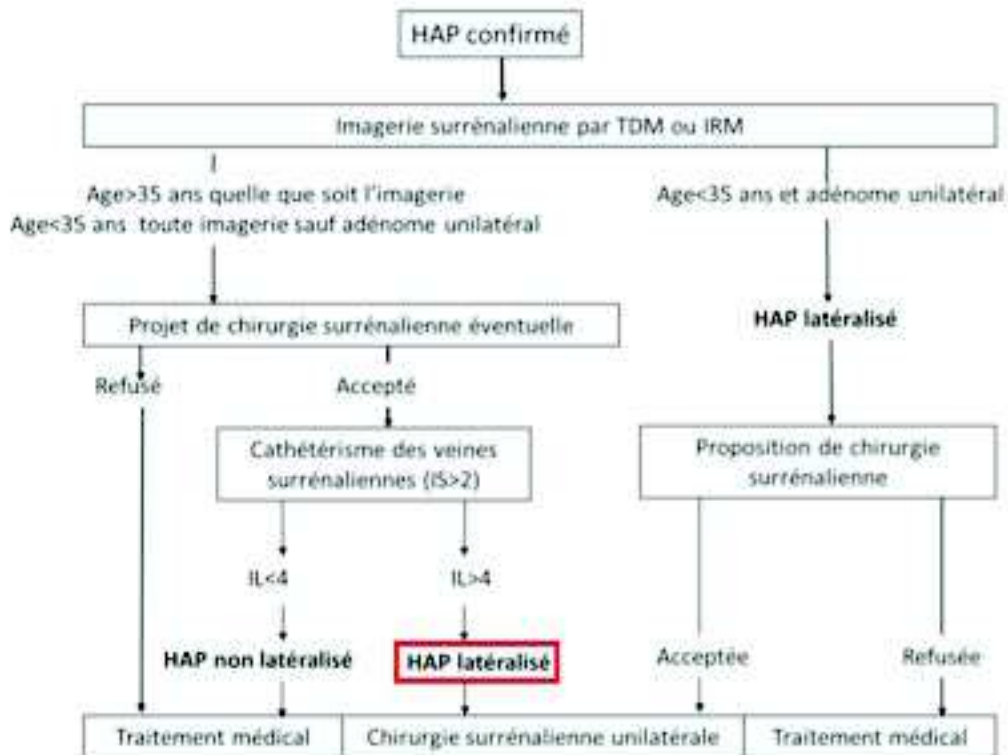 HAP confirmé
Imagerie surrénalienne par TDM ou IRM
Age>35 ans quelle que soit l'imagerie
Age<35 ans toute imagerie sauf adénome unilatéral
Age<35 ans et adénome unilatéral
Projet de chirurgie surrénalienne éventuelle
HAP latéralisé
Refusé
Accepté
Cathétérisme des veines
surrénaliennes (IS>2)
Proposition de chirurgie
surrénalienne
IL<4
IL>4
HAP non latéralisé
HAP latéralisé
Acceptée
Refusée
Traitement médical
Chirurgie surrénalienne unilatérale
Traitement médical